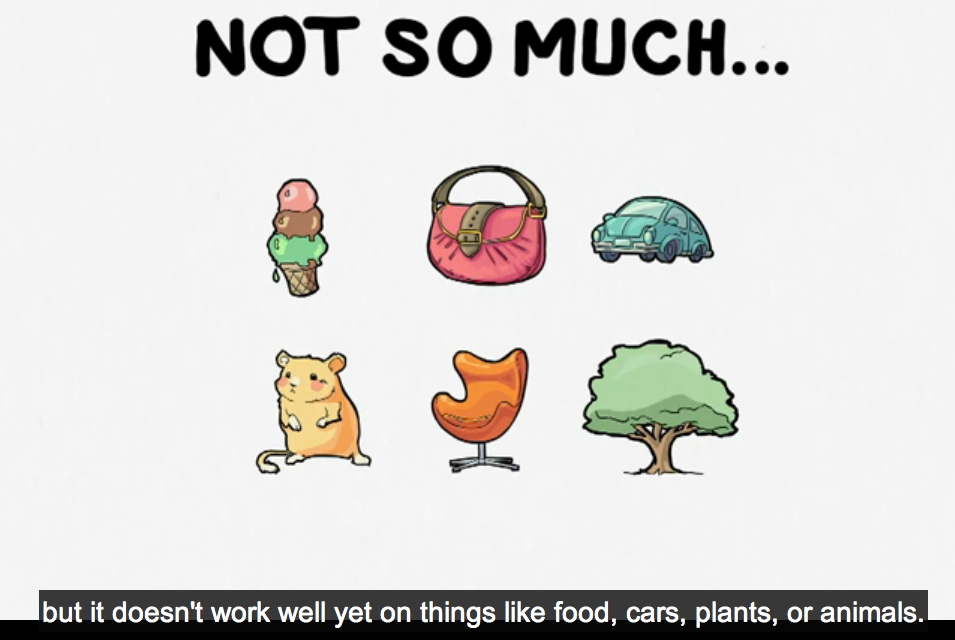 NOT SO MUCH...
but it doesn't work well yet on things like food, cars, plants, or animals.